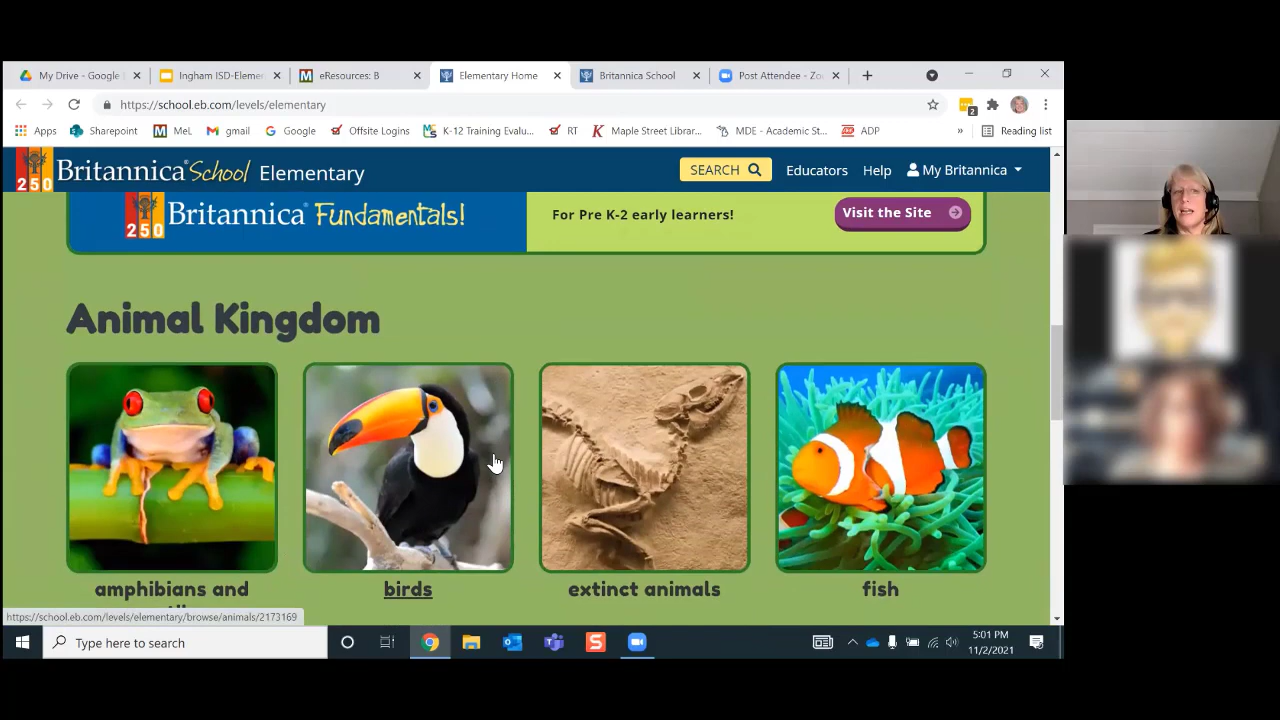 My Drive - Google
Ingham ISD-Eleme
eResources: B
Elementary Home
Britannica School
Post Attendee - Zo
https://school.eb.com/levels/elementary
2
Apps
Sharepoint
MeL
gmail
Google
Offsite Logins
K-12 Training Evalu...
RT
Maple Street Librar...
MDE - Academic St...
ADP
»
Reading list
250
Britannica School Elementary
SEARCH
Educators
Help
My Britannica
250
Britannica Fundamentals!
For Pre K-2 early learners!
Visit the Site
Animal Kingdom
amphibians and
birds
extinct animals
fish
https://school.eb.com/levels/elementary/browse/animals/2173169
Type here to search
5:01 PM
11/2/2021